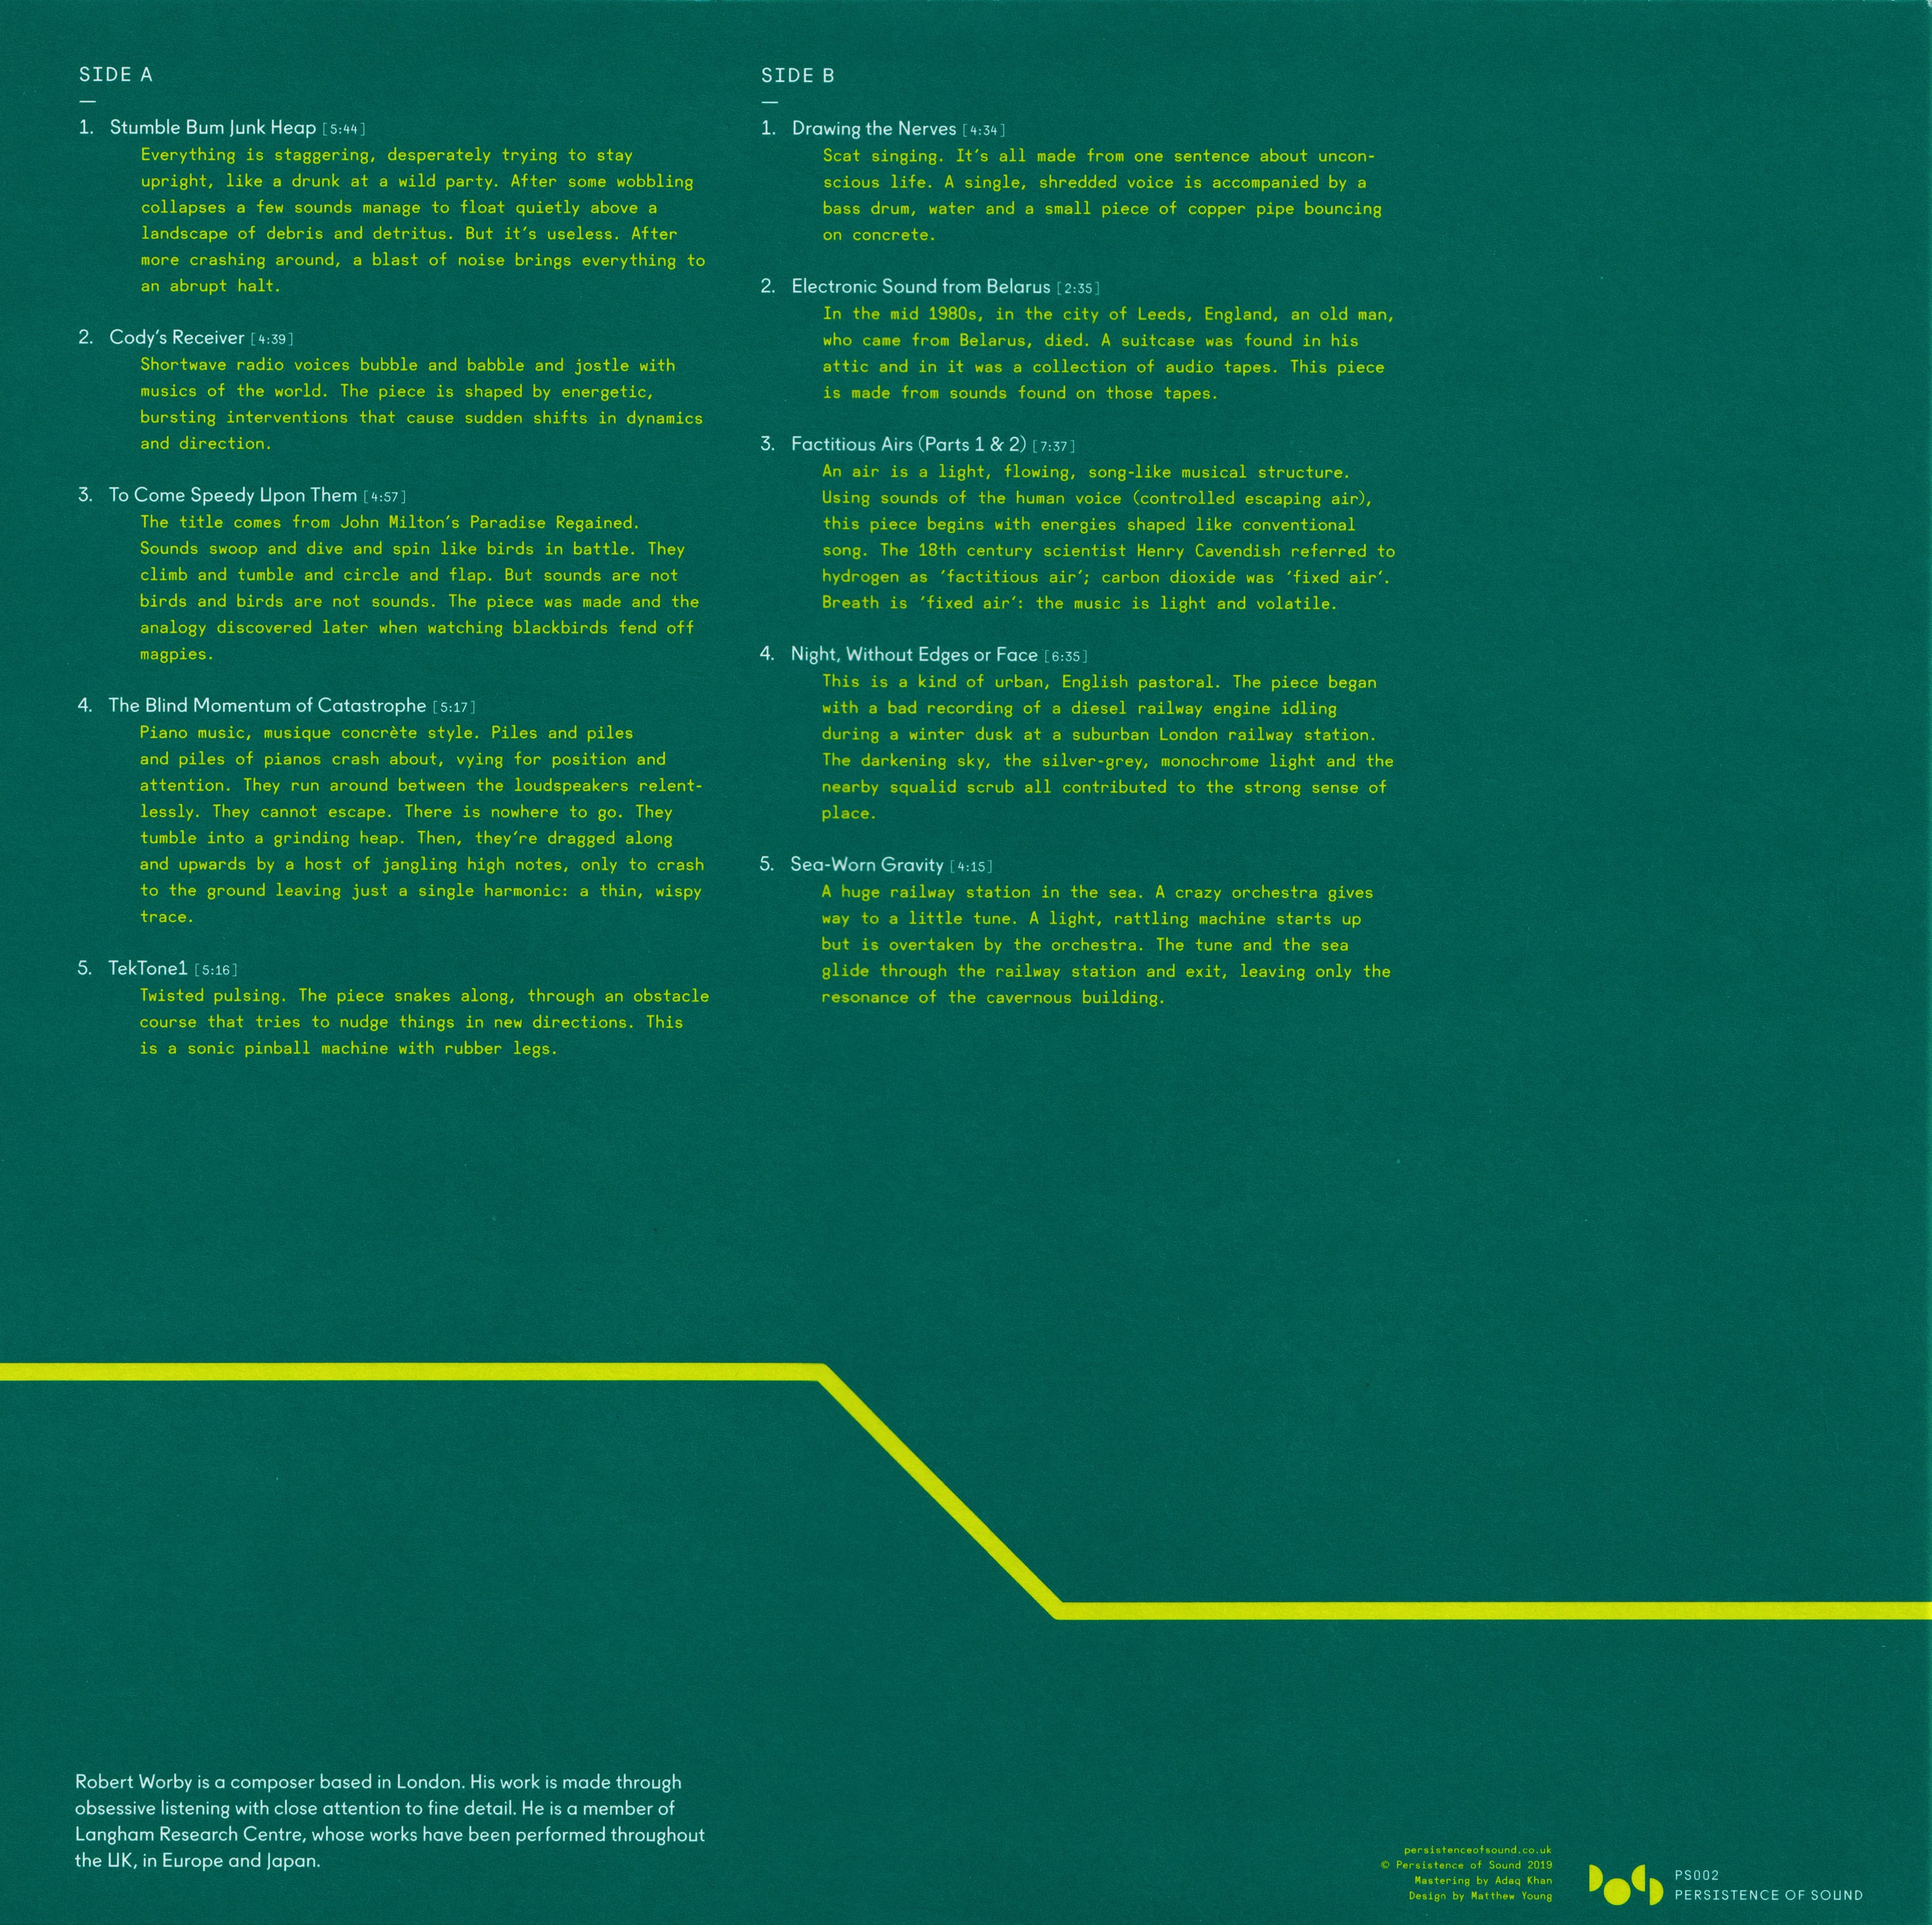 SIDE A
—
1. Stumble Bum Junk Heap [5:44]
Everything is staggering, desperately trying to stay
upright, like a drunk at a wild party. After some wobbling
collapses a few sounds manage to float quietly above a
landscape of debris and detritus. But it's useless. After
more crashing around, a blast of noise brings everything to
an abrupt halt.
2. Cody's Receiver [4:39]
Shortwave radio voices bubble and babble and jostle with
musics of the world. The piece is shaped by energetic,
bursting interventions that cause sudden shifts in dynamics
and direction.
3. To Come Speedy Upon Them [4:57]
The title comes from John Milton's Paradise Regained.
Sounds swoop and dive and spin like birds in battle. They
climb and tumble and circle and flap. But sounds are not
birds and birds are not sounds. The piece was made and the
analogy discovered later when watching blackbirds fend off
magpies.
4. The Blind Momentum of Catastrophe [5:17]
Piano music, musique concrète style. Piles and piles
and piles of pianos crash about, vying for position and
attention. They run around between the loudspeakers relent-
lessly. They cannot escape. There is nowhere to go. They
tumble into a grinding heap. Then, they're dragged along
and upwards by a host of jangling high notes, only to crash
to the ground leaving just a single harmonic: a thin, wispy
trace.
5. TekTone1 [5:16]
Twisted pulsing. The piece snakes along, through an obstacle
course that tries to nudge things in new directions. This
is a sonic pinball machine with rubber legs.
SIDE B
—
1. Drawing the Nerves [4:34]
Scat singing. It's all made from one sentence about uncon-
scious life. A single, shredded voice is accompanied by a
bass drum, water and a small piece of copper pipe bouncing
on concrete.
2. Electronic Sound from Belarus [2:35]
In the mid 1980s, in the city of Leeds, England, an old man,
who came from Belarus, died. A suitcase was found in his
attic and in it was a collection of audio tapes. This piece
is made from sounds found on those tapes.
3. Factitious Airs (Parts 1 & 2) [7:37]
An air is a light, flowing, song-like musical structure.
Using sounds of the human voice (controlled escaping air),
this piece begins with energies shaped like conventional
song. The 18th century scientist Henry Cavendish referred to
hydrogen as 'factitious air'; carbon dioxide was 'fixed air'.
Breath is 'fixed air': the music is light and volatile.
4. Night, Without Edges or Face [6:35]
This is a kind of urban, English pastoral. The piece began
with a bad recording of a diesel railway engine idling
during a winter dusk at a suburban London railway station.
The darkening sky, the silver-grey, monochrome light and the
nearby squalid scrub all contributed to the strong sense of
place.
5. Sea-Worn Gravity [4:15]
A huge railway station in the sea. A crazy orchestra gives
way to a little tune. A light, rattling machine starts up
but is overtaken by the orchestra. The tune and the sea
glide through the railway station and exit, leaving only the
resonance of the cavernous building.
Robert Worby is a composer based in London. His work is made through
obsessive listening with close attention to fine detail. He is a member of
Langham Research Centre, whose works have been performed throughout
the UK, in Europe and Japan.
persistenceofsound.co.uk
© Persistence of Sound 2019
Mastering by Adaq Khan
Design by Matthew Young
PS002
PERSISTENCE OF SOUND